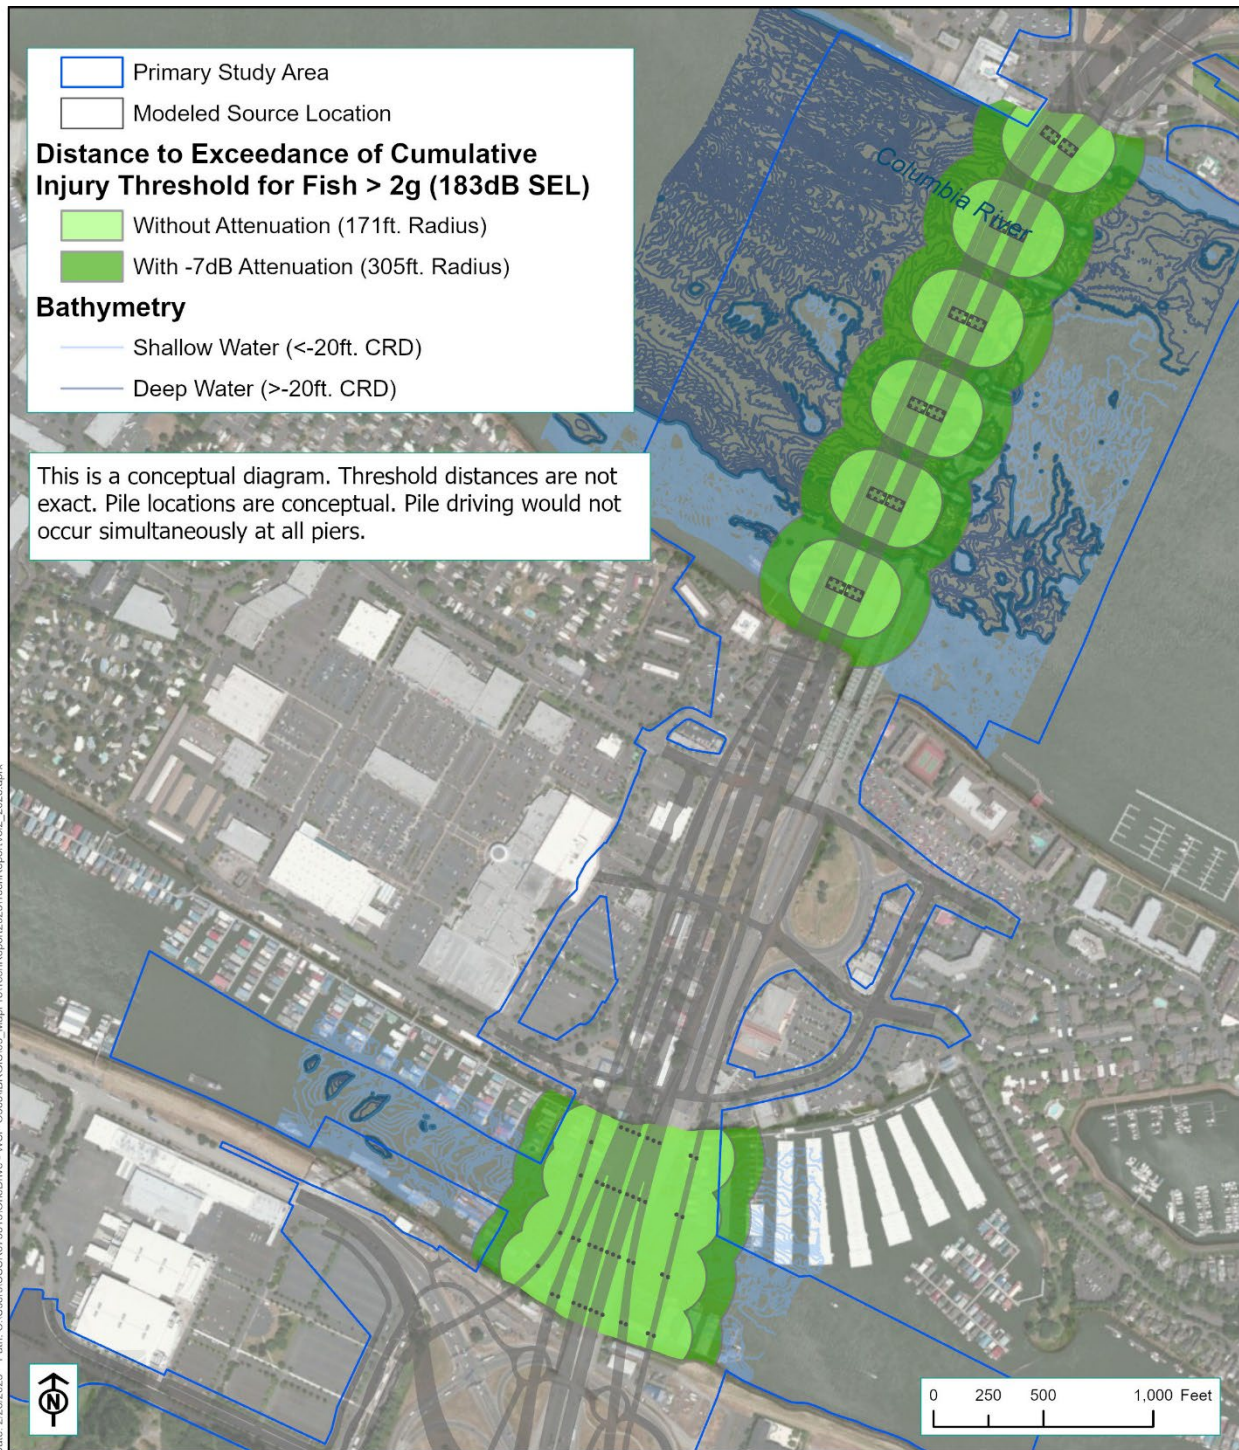 Primary Study Area
Modeled Source Location
Distance to Exceedance of Cumulative
Injury Threshold for Fish > 2g (183dB SEL)
Without Attenuation (171ft. Radius)
With -7dB Attenuation (305ft. Radius)
Bathymetry
Shallow Water (<-20ft. CRD)
Deep Water (>-20ft. CRD)
This is a conceptual diagram. Threshold distances are not
exact. Pile locations are conceptual. Pile driving would not
occur simultaneously at all piers.
Columbia River
N
0 250 500 1,000 Feet